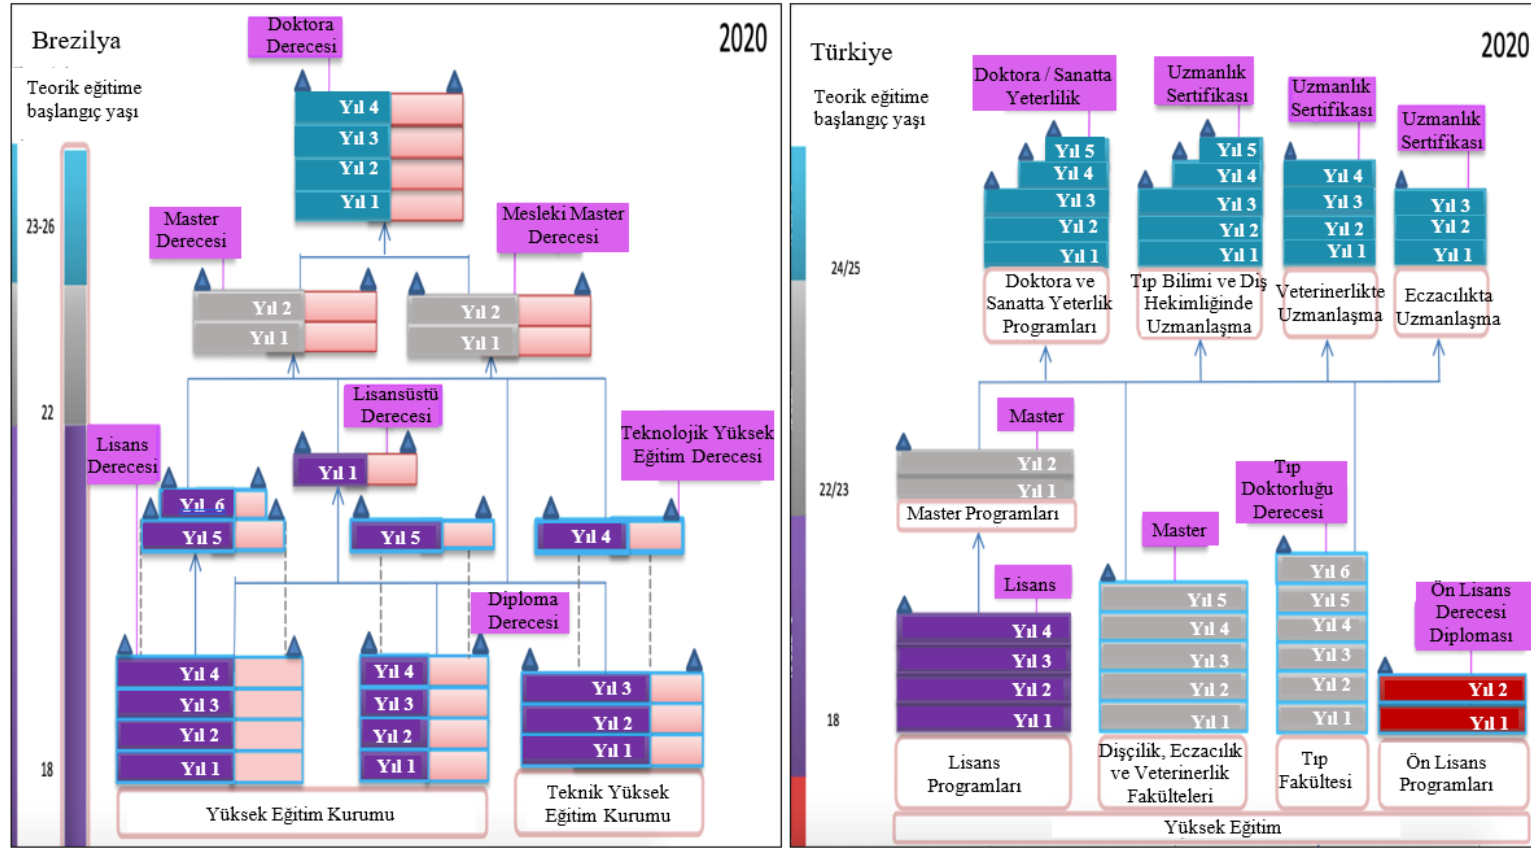 Brezilya
2020
Teorik eğitime
başlangıç yaşı
Doktora
Derecesi
Yıl 4
Yıl 3
Yıl 2
Yıl 1
23-26
Master
Derecesi
Mesleki Master
Derecesi
Yıl 2
Yıl 1
Yıl 2
Yıl 1
22
Lisansüstü
Derecesi
Yıl 1
Lisans
Derecesi
Teknolojik Yüksek
Eğitim Derecesi
Yıl 6
Yıl 5
Yıl 5
Yıl 4
Diploma
Derecesi
Yıl 4
Yıl 3
Yıl 2
Yıl 1
Yıl 4
Yıl 3
Yıl 2
Yıl 1
Yıl 3
Yıl 2
Yıl 1
18
Yüksek Eğitim Kurumu
Teknik Yüksek
Eğitim Kurumu
Türkiye
2020
Teorik eğitime
başlangıç yaşı
Doktora / Sanatta
Yeterlilik
Uzmanlık
Sertifikası
Uzmanlık
Sertifikası
Uzmanlık
Sertifikası
Yıl 5
Yıl 4
Yıl 3
Yıl 2
Yıl 1
Yıl 5
Yıl 4
Yıl 3
Yıl 2
Yıl 1
Yıl 4
Yıl 3
Yıl 2
Yıl 1
Yıl 3
Yıl 2
Yıl 1
24/25
Doktora ve
Sanatta Yeterlik
Programları
Tıp Bilimi ve Diş
Hekimliğinde
Uzmanlaşma
Veterinerlikte
Uzmanlaşma
Eczacılıkta
Uzmanlaşma
Master
Yıl 2
Yıl 1
22/23
Master Programları
Master
Tıp
Doktorluğu
Derecesi
Lisans
Ön Lisans
Derecesi
Diploması
Yıl 4
Yıl 3
Yıl 2
Yıl 1
Yıl 5
Yıl 4
Yıl 3
Yıl 2
Yıl 1
Yıl 6
Yıl 5
Yıl 4
Yıl 3
Yıl 2
Yıl 1
Yıl 2
Yıl 1
18
Lisans
Programları
Dişçilik, Eczacılık
ve Veterinerlik
Fakülteleri
Tıp
Fakültesi
Ön Lisans
Programları
Yüksek Eğitim